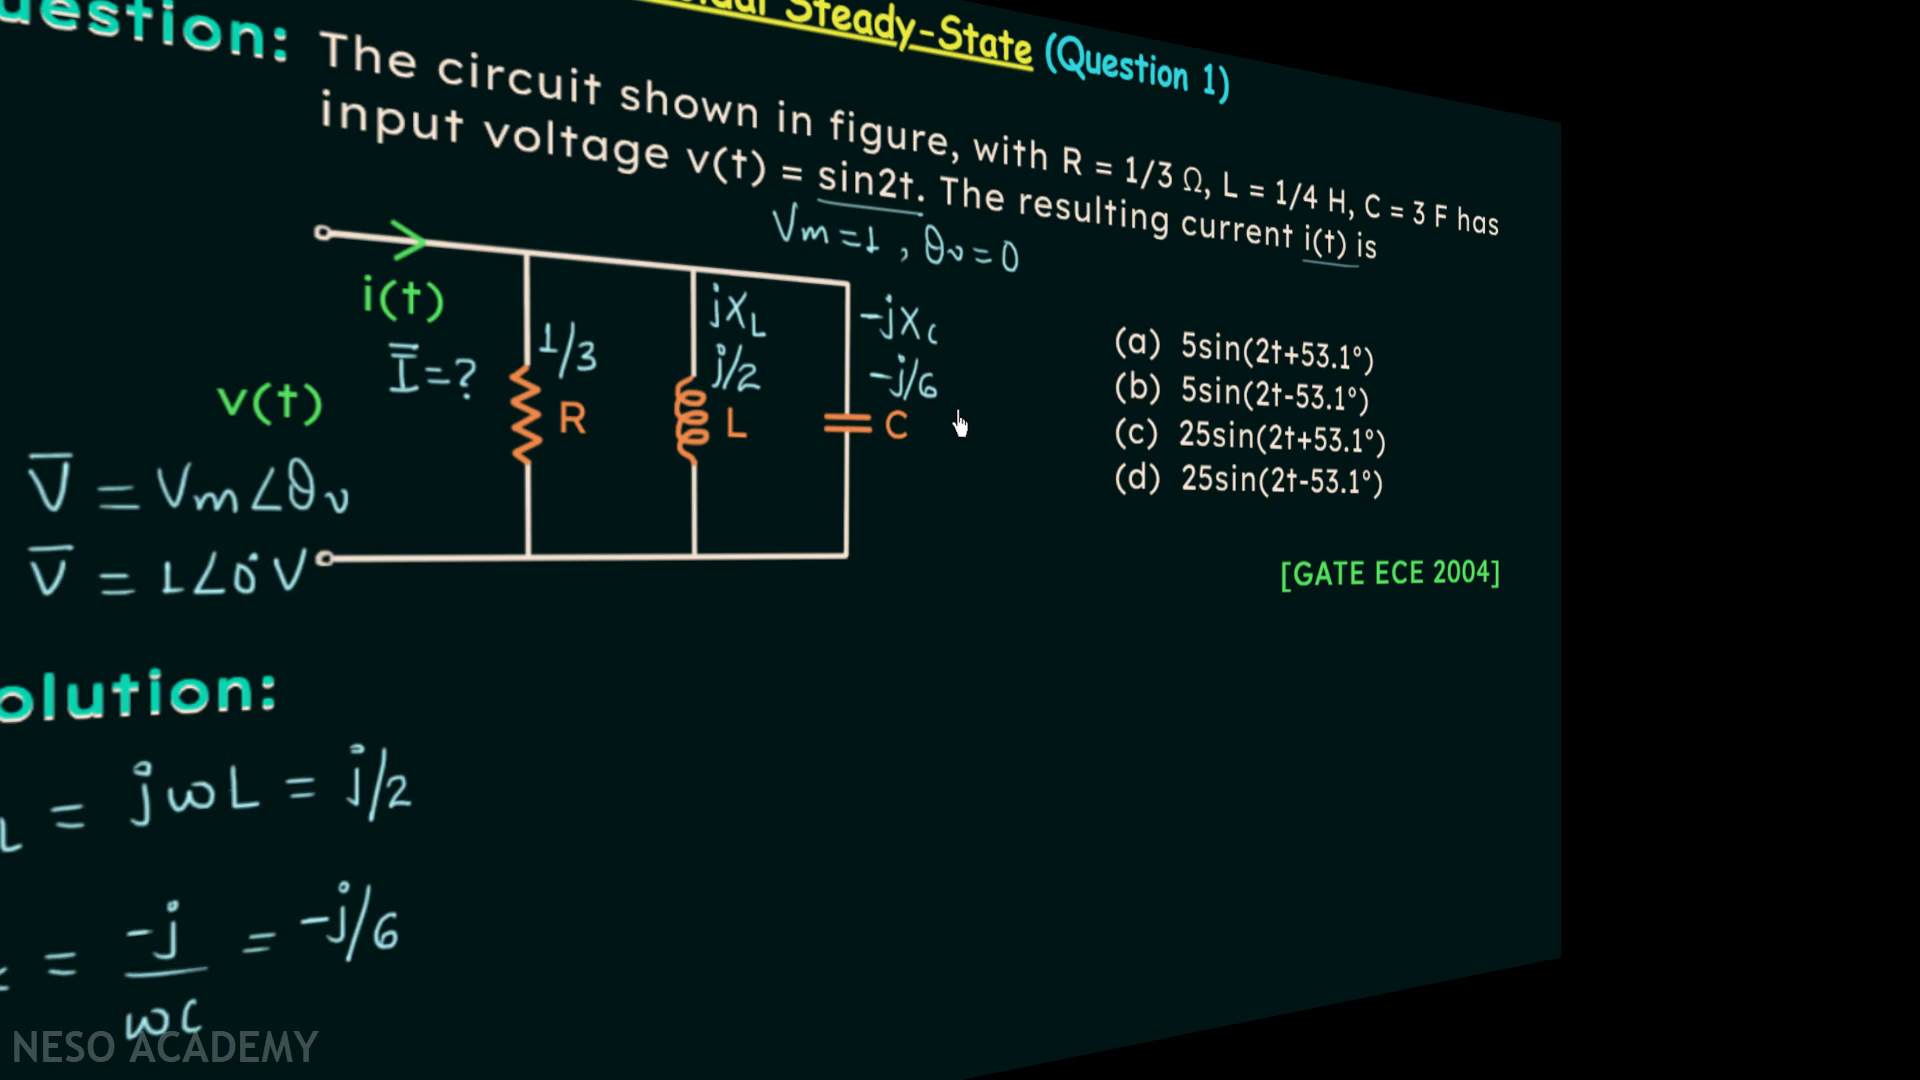 Steady-State (Question 1)
uestion: The circuit shown in figure, with R = 1/3 Ω, L = 1/4 H, C = 3 F has
input voltage v(t) = sin2t. The resulting current i(t) is
Vm = 1, θv = 0
i(t)
Ī = ?
1/3
jXL
j/2
-jXc
-j/6
v(t)
R
L
C
V̄ = Vm∠θv
V̄ = 1∠0° V
(a) 5sin(2t+53.1°)
(b) 5sin(2t-53.1°)
(c) 25sin(2t+53.1°)
(d) 25sin(2t-53.1°)
[GATE ECE 2004]
olution:
L = jωL = j/2
= -j/ωC = -j/6
NESO ACADEMY